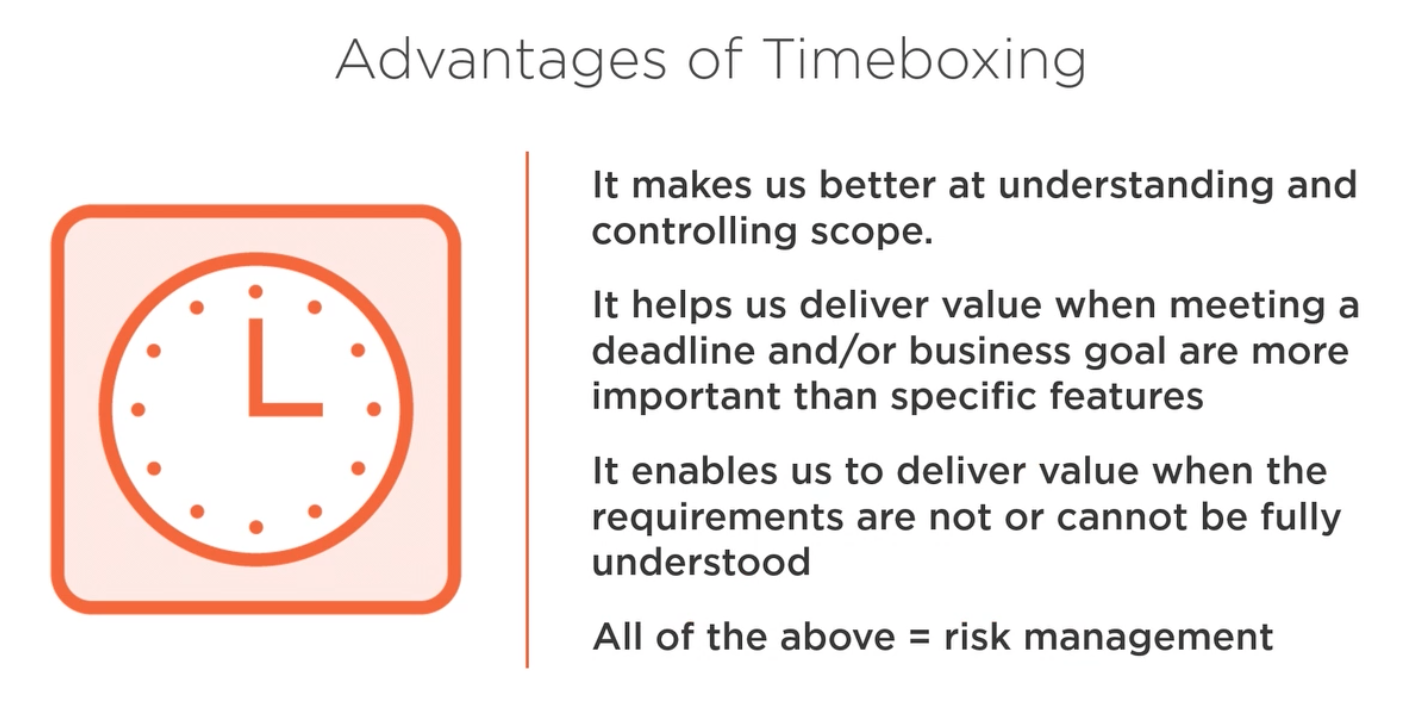 Advantages of Timeboxing
It makes us better at understanding and
controlling scope.
It helps us deliver value when meeting a
deadline and/or business goal are more
important than specific features
It enables us to deliver value when the
requirements are not or cannot be fully
understood
All of the above = risk management